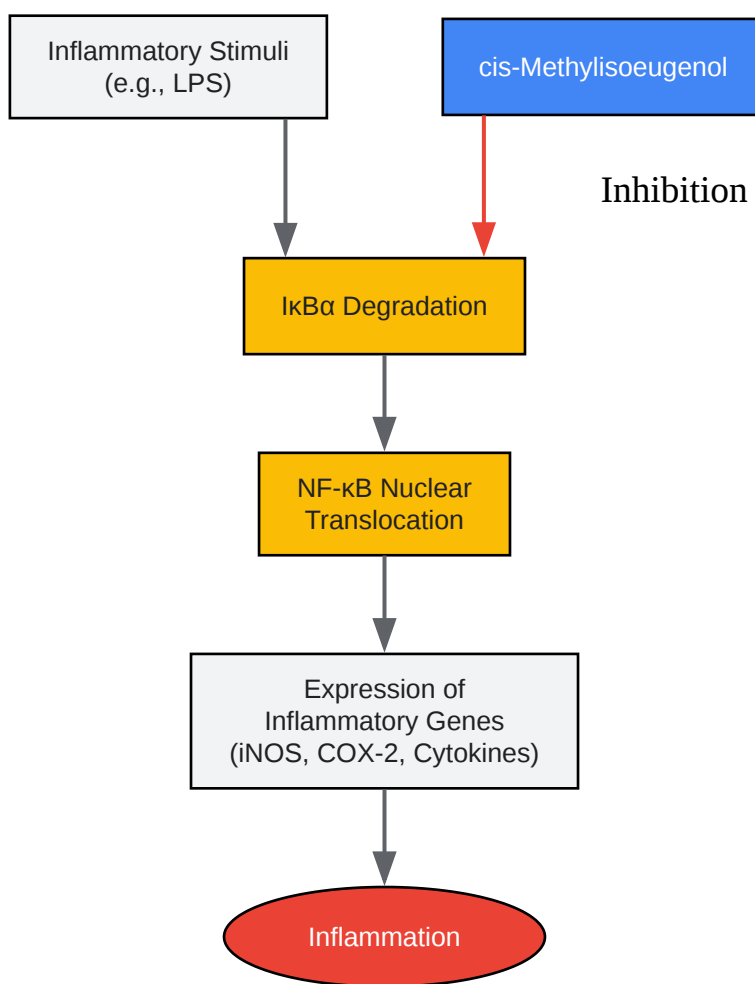 Inflammatory Stimuli
(e.g., LPS)
cis-Methylisoeugenol
Inhibition
IκBα Degradation
NF-κB Nuclear
Translocation
Expression of
Inflammatory Genes
(iNOS, COX-2, Cytokines)
Inflammation